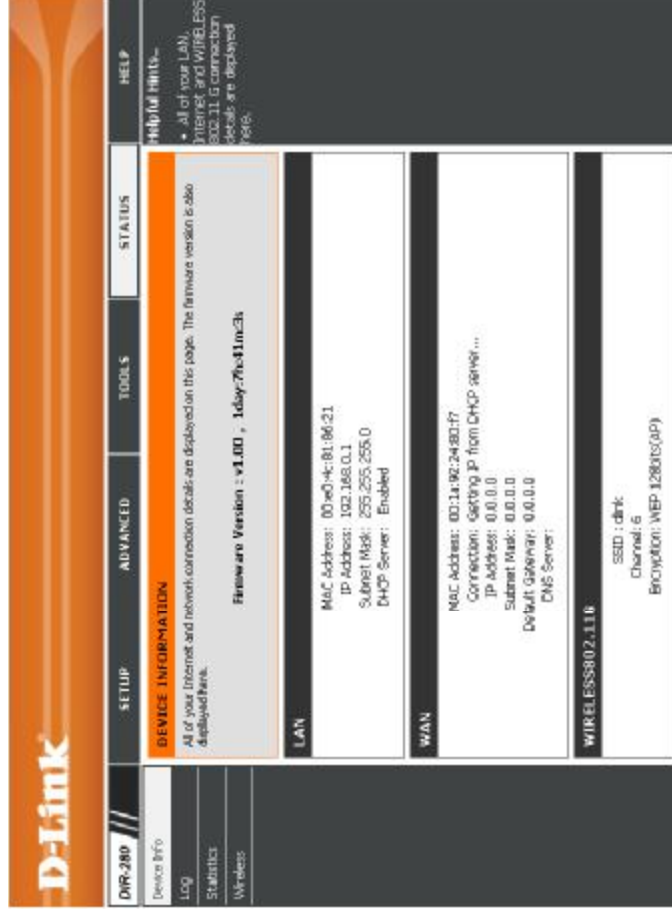 D-Link
DIR-280
SETUP
ADVANCED
TOOLS
STATUS
HELP
Device Info
Log
Statistics
Wireless
DEVICE INFORMATION
All of your Internet and network connection details are displayed on this page. The firmware version is also
displayed here.
Firmware Version : v1.00 , 1day:7h:41m:3s
LAN
MAC Address: 00:e0:4c:81:86:21
IP Address: 192.168.0.1
Subnet Mask: 255.255.255.0
DHCP Server: Enabled
WAN
MAC Address: 00:1a:92:24:80:f7
Connection: Getting IP from DHCP server...
IP Address: 0.0.0.0
Subnet Mask: 0.0.0.0
Default Gateway: 0.0.0.0
DNS Server:
WIRELESS802.11G
SSID : dlink
Channel: 6
Encryption: WEP 128bits(AP)
Helpful Hints..
• All of your LAN,
Internet and WIRELESS
802.11 G connection
details are displayed
here.